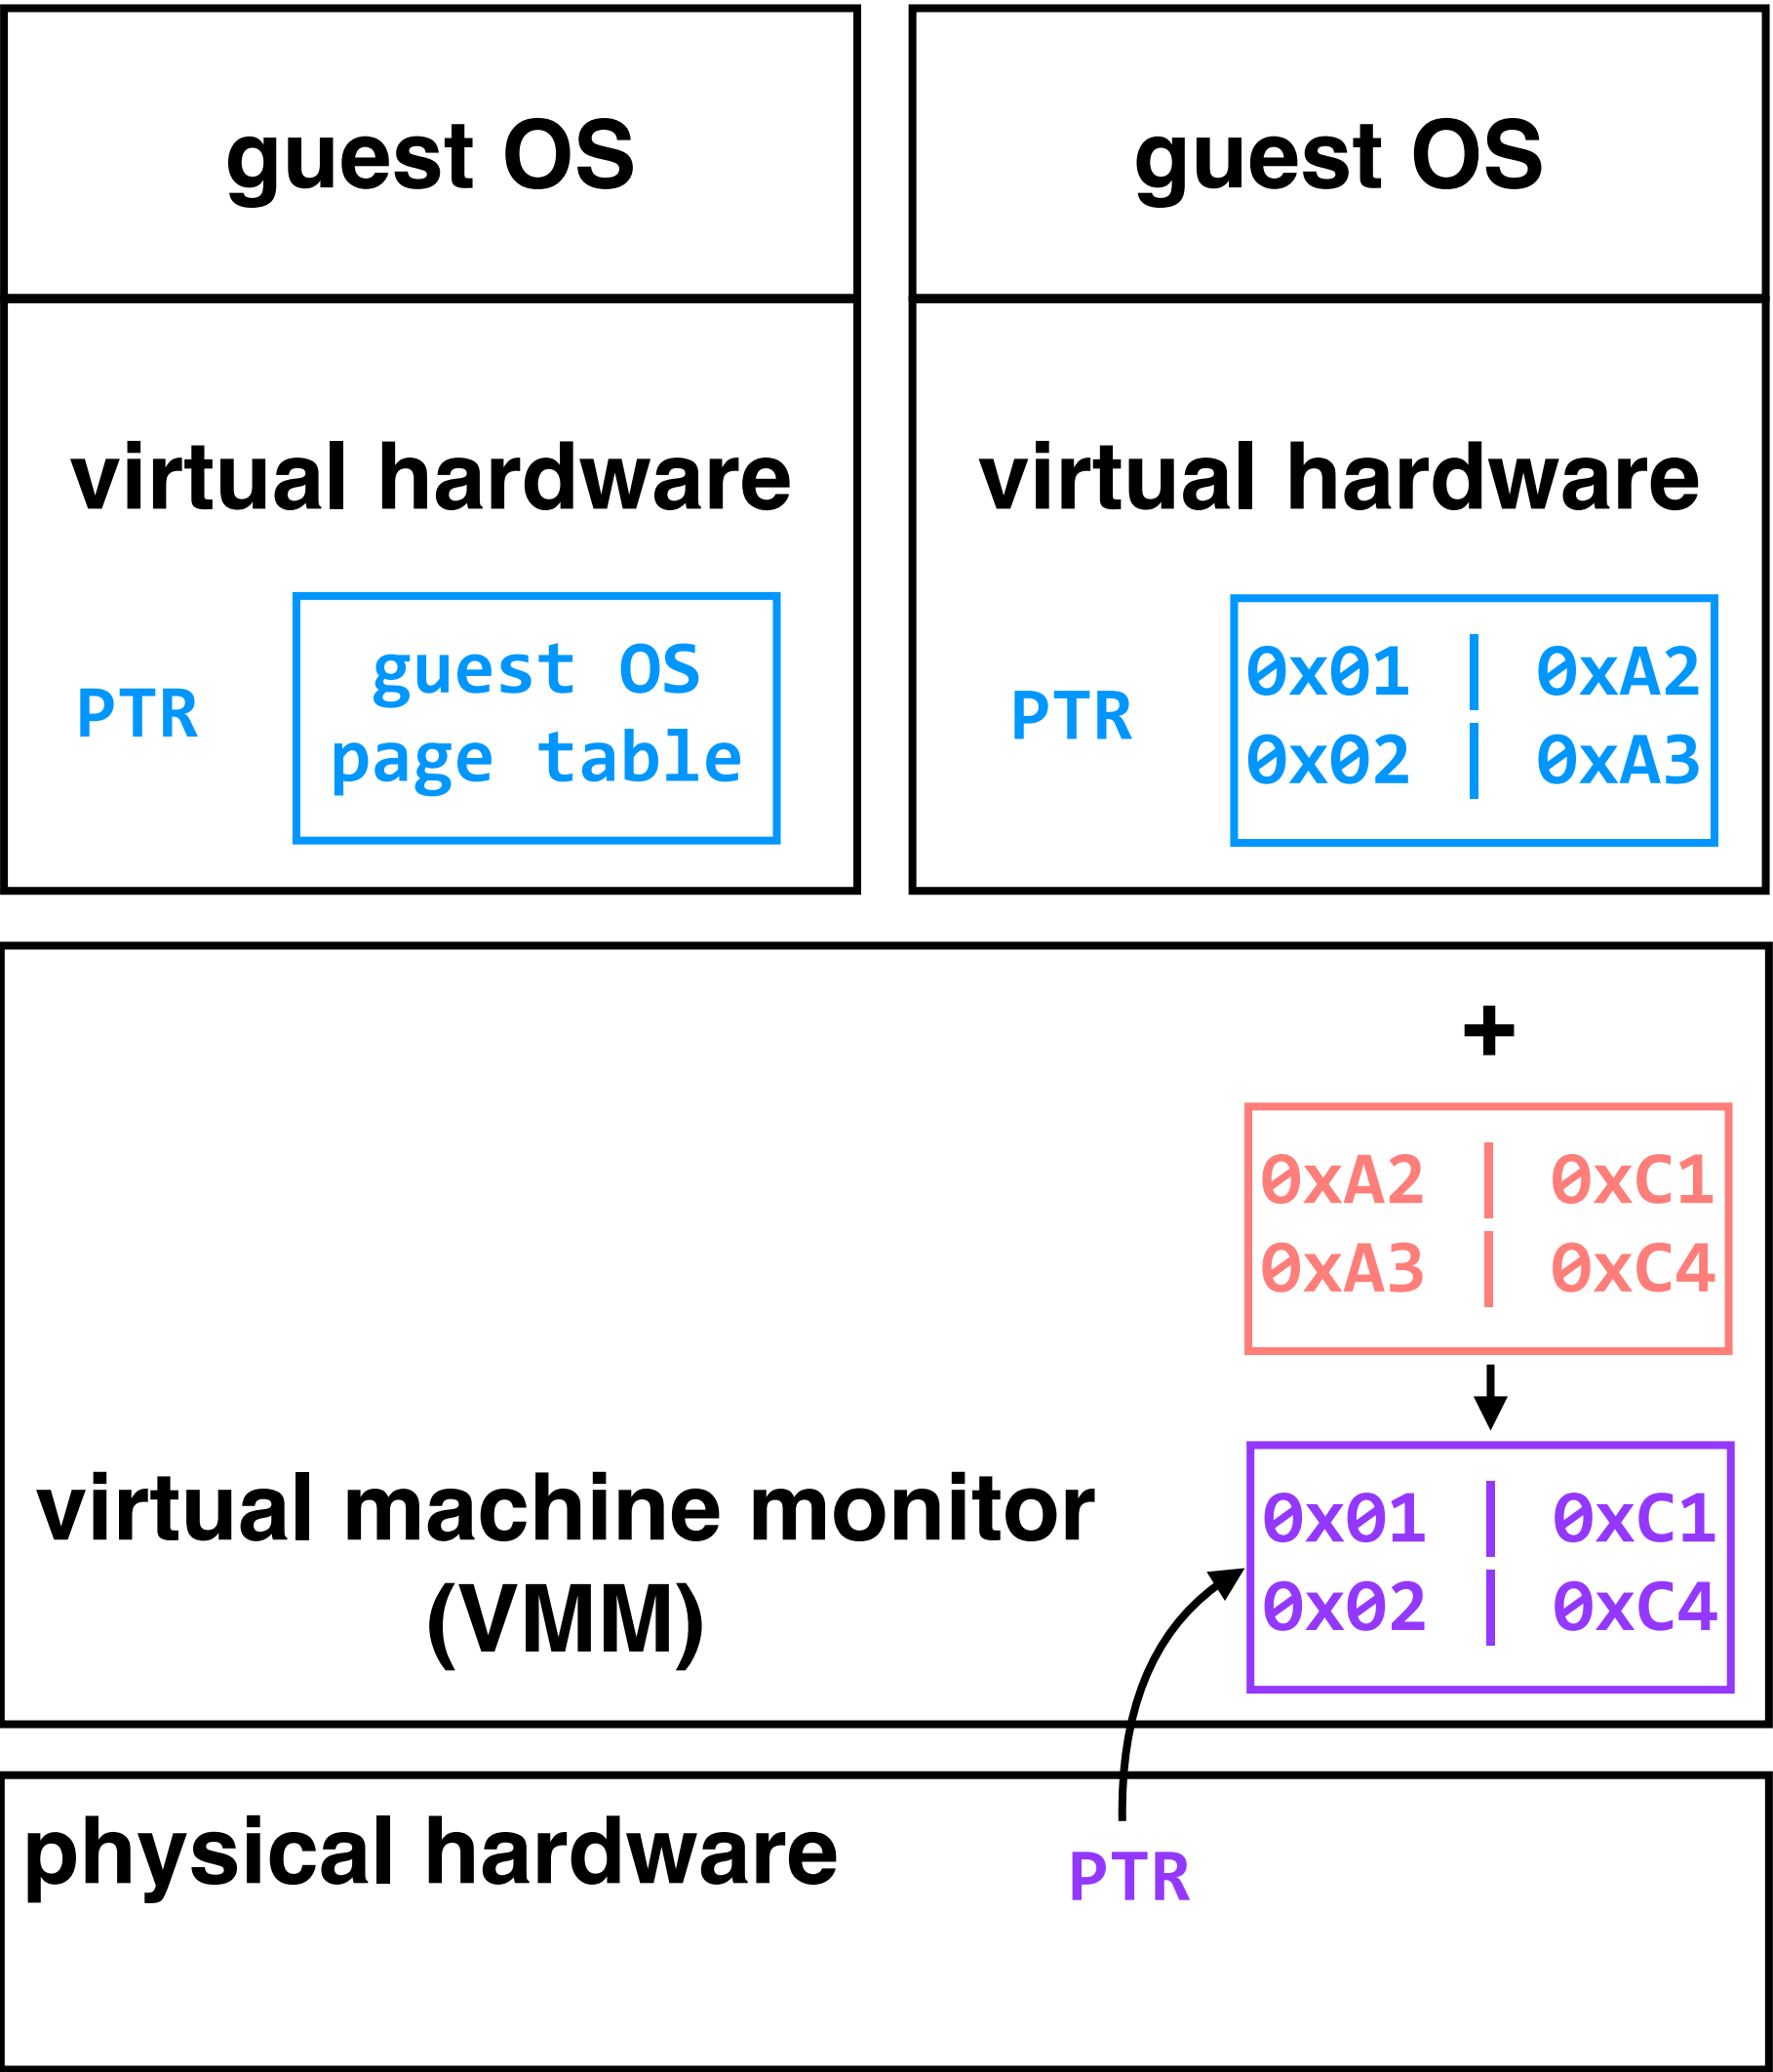 guest OS
guest OS
virtual hardware
virtual hardware
PTR
guest OS
page table
PTR
0x01 | 0xA2
0x02 | 0xA3
+
0xA2 | 0xC1
0xA3 | 0xC4
virtual machine monitor
(VMM)
0x01 | 0xC1
0x02 | 0xC4
physical hardware
PTR